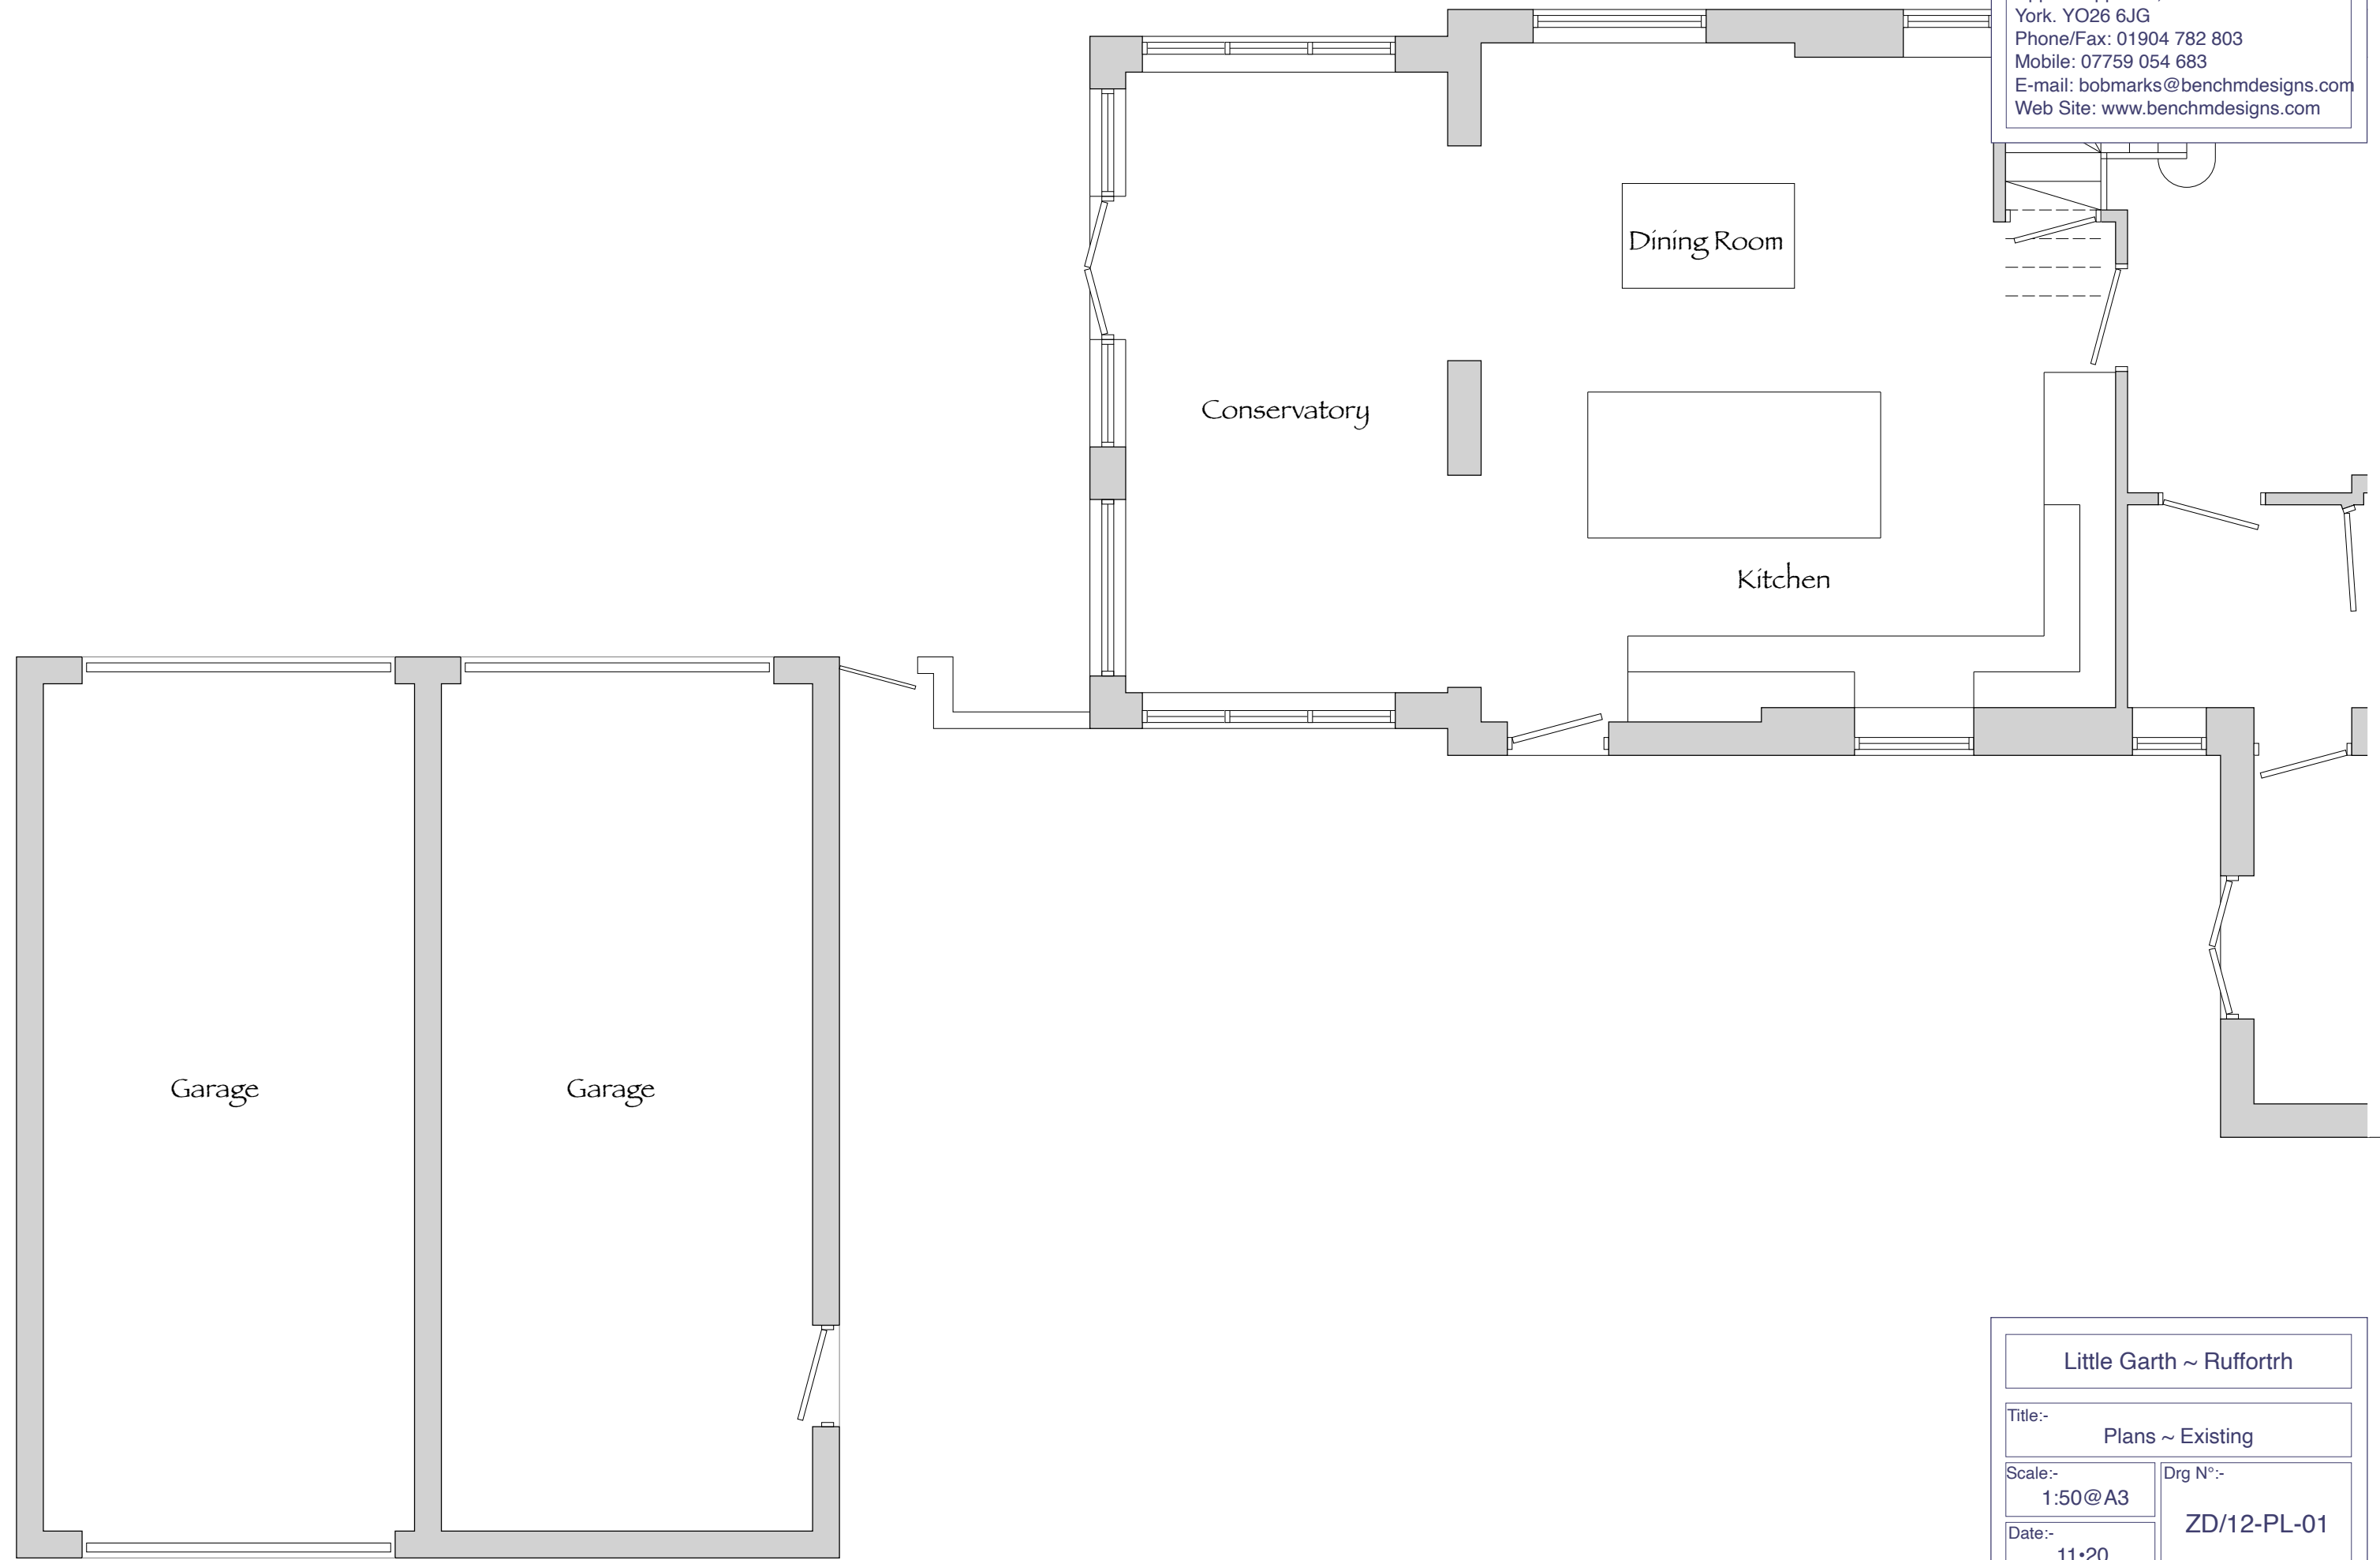 York. YO26 6JG
Phone/Fax: 01904 782 803
Mobile: 07759 054 683
E-mail: bobmarks@benchmdesigns.com
Web Site: www.benchmdesigns.com
Dining Room
Conservatory
Kitchen
Garage
Garage
Little Garth ~ Ruffortrh
Title:-
Plans ~ Existing
Scale:-
1:50@A3
Drg N°:-
ZD/12-PL-01
Date:-
11•20